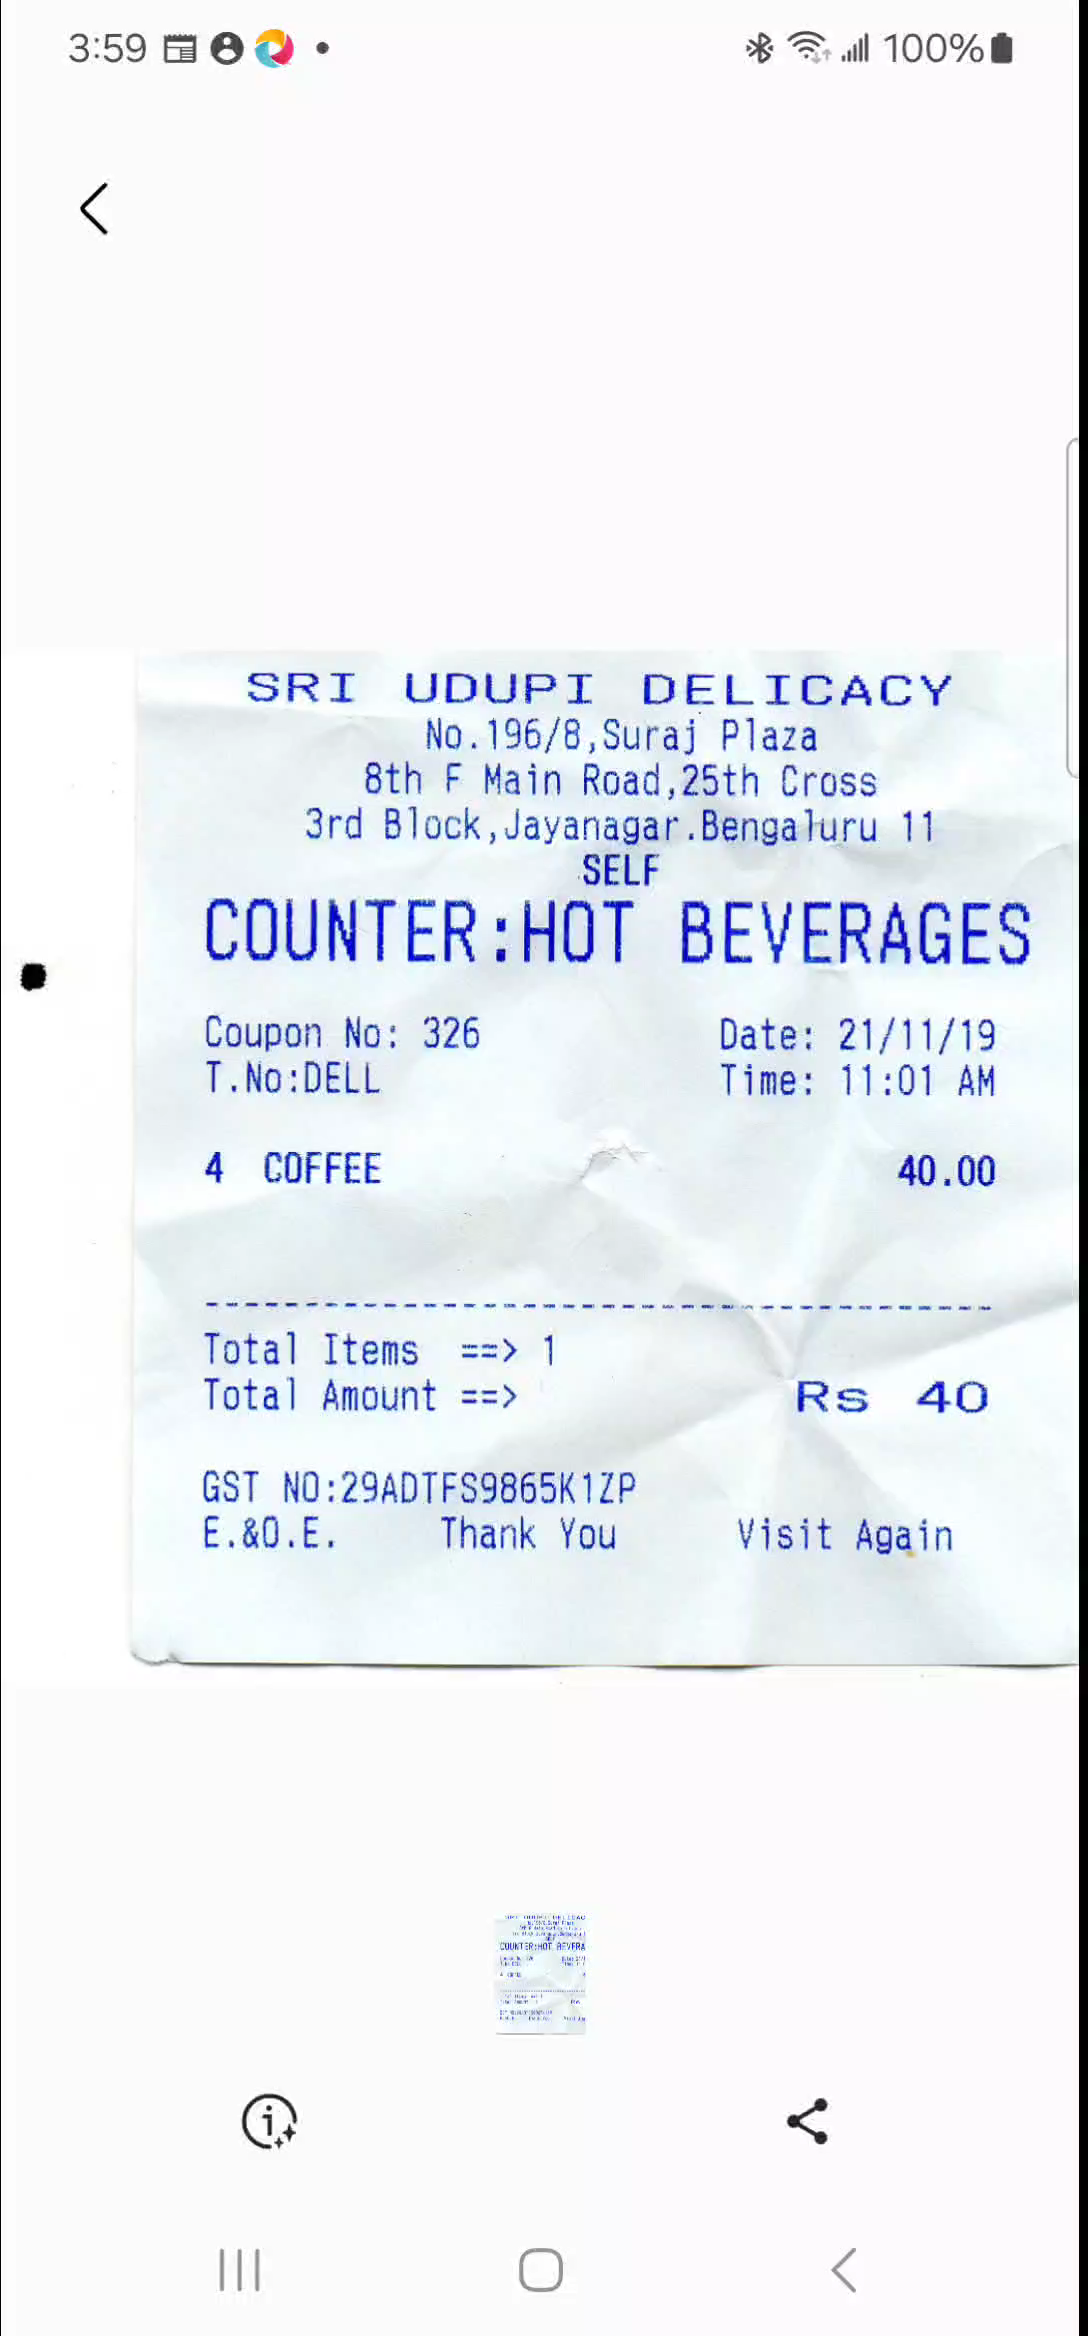 3:59 100%
SRI UDUPI DELICACY
No.196/8,Suraj Plaza
8th F Main Road,25th Cross
3rd Block,Jayanagar.Bengaluru 11
SELF
COUNTER:HOT BEVERAGES
Coupon No: 326 Date: 21/11/19
T.No:DELL Time: 11:01 AM
4 COFFEE 40.00
Total Items ==> 1
Total Amount ==> Rs 40
GST NO:29ADTFS9865K1ZP
E.&O.E. Thank You Visit Again